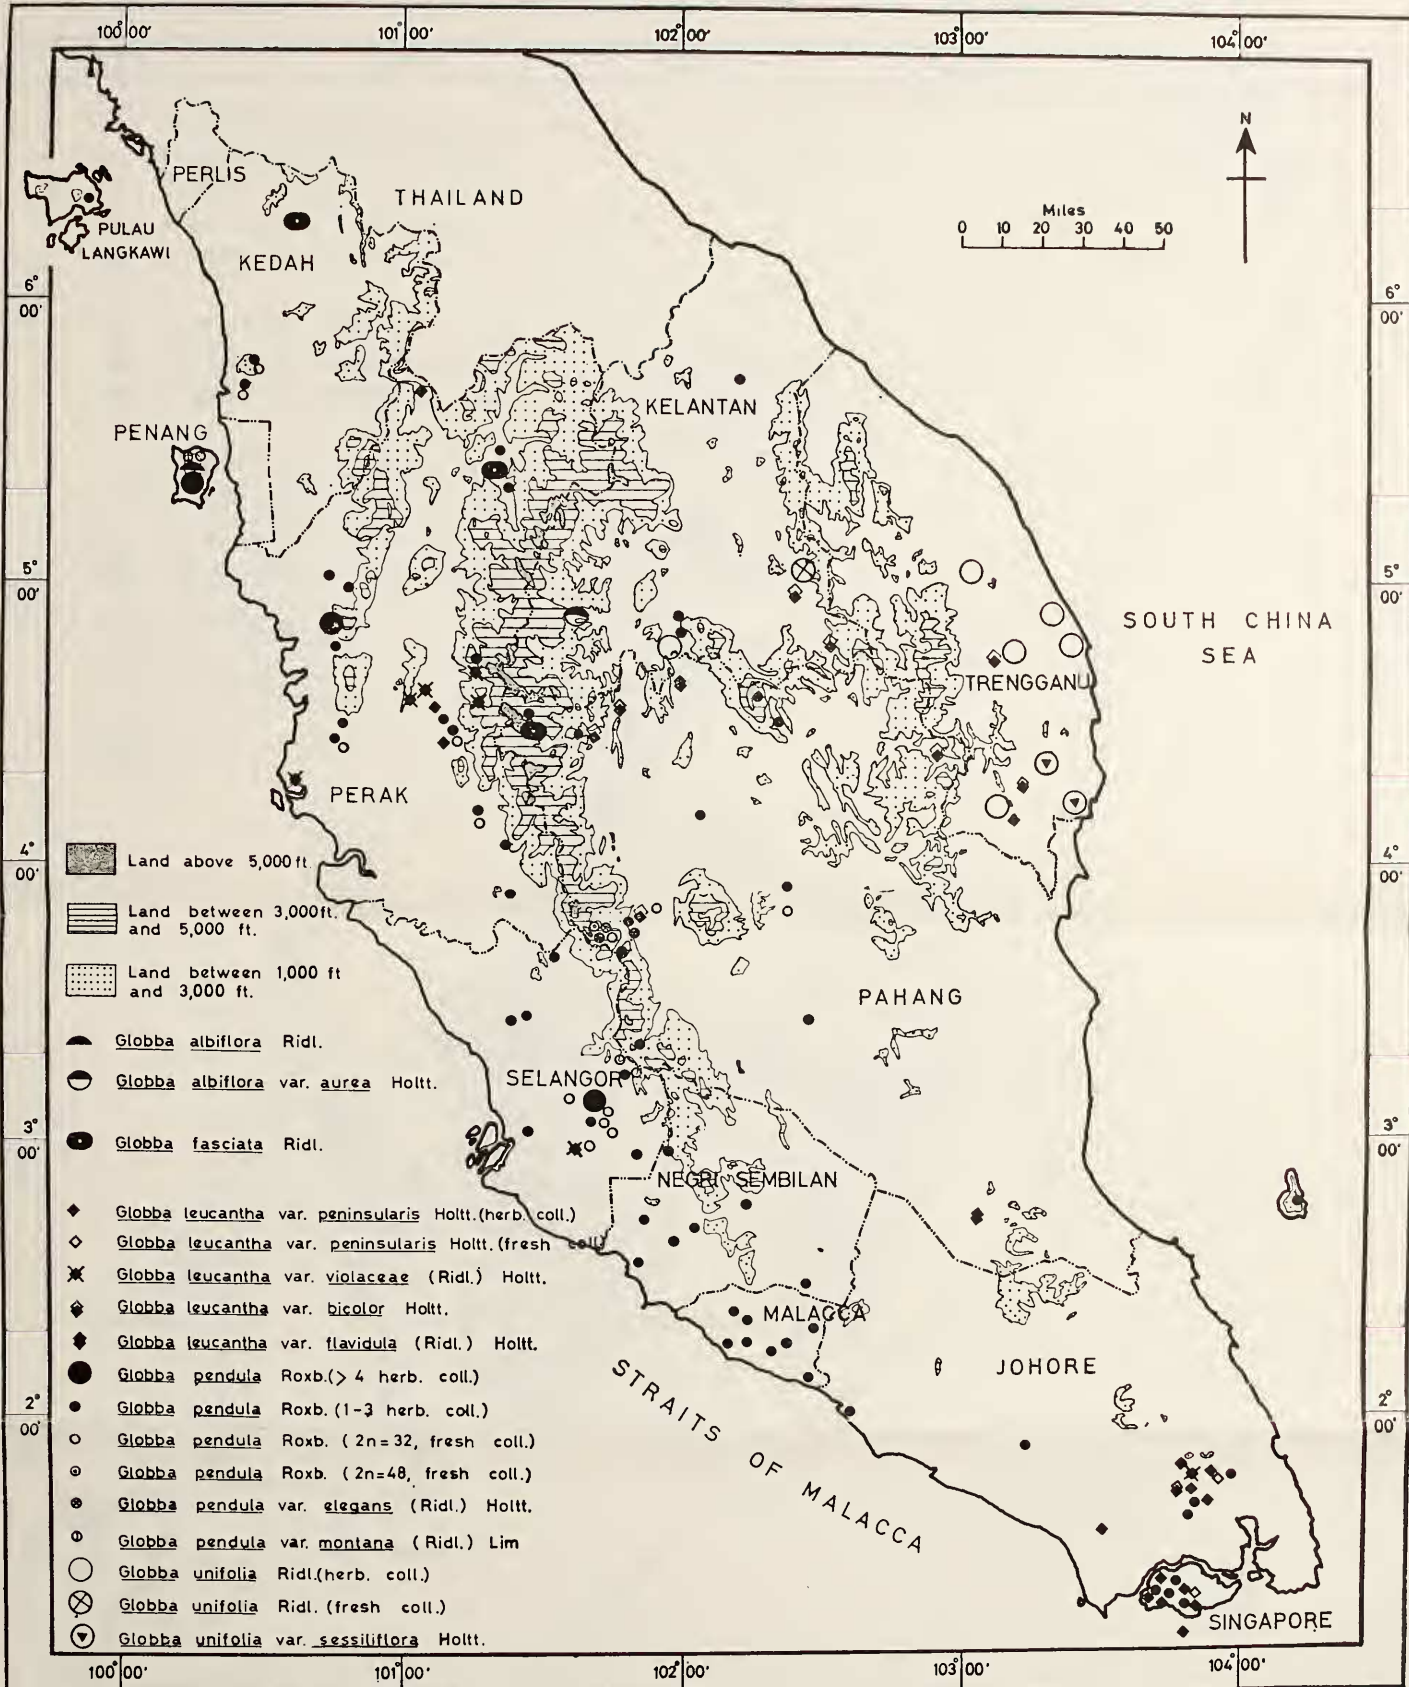 100° 00'
101° 00'
102° 00'
103° 00'
104° 00'
N
Miles
0 10 20 30 40 50
PERLIS
THAILAND
PULAU
LANGKAWI
KEDAH
6°
00'
6°
00'
KELANTAN
PENANG
5°
00'
5°
00'
SOUTH CHINA
SEA
TRENGGANU
PERAK
4°
00'
4°
00'
Land above 5,000 ft.
Land between 3,000 ft.
and 5,000 ft.
Land between 1,000 ft
and 3,000 ft.
PAHANG
Globba albiflora Ridl.
Globba albiflora var. aurea Holtt.
SELANGOR
Globba fasciata Ridl.
3°
00'
3°
00'
NEGRI SEMBILAN
Globba leucantha var. peninsularis Holtt. (herb. coll.)
Globba leucantha var. peninsularis Holtt. (fresh coll)
Globba leucantha var. violaceae (Ridl.) Holtt.
Globba leucantha var. bicolor Holtt.
Globba leucantha var. flavidula (Ridl.) Holtt.
Globba pendula Roxb. (> 4 herb. coll.)
Globba pendula Roxb. (1-3 herb. coll.)
Globba pendula Roxb. (2n=32, fresh coll.)
Globba pendula Roxb. (2n=48, fresh coll.)
Globba pendula var. elegans (Ridl.) Holtt.
Globba pendula var. montana (Ridl.) Lim
Globba unifolia Ridl. (herb. coll.)
Globba unifolia Ridl. (fresh coll.)
Globba unifolia var. sessiliflora Holtt.
MALACCA
JOHORE
STRAITS OF MALACCA
2°
00'
2°
00'
SINGAPORE
100° 00'
101° 00'
102° 00'
103° 00'
104° 00'